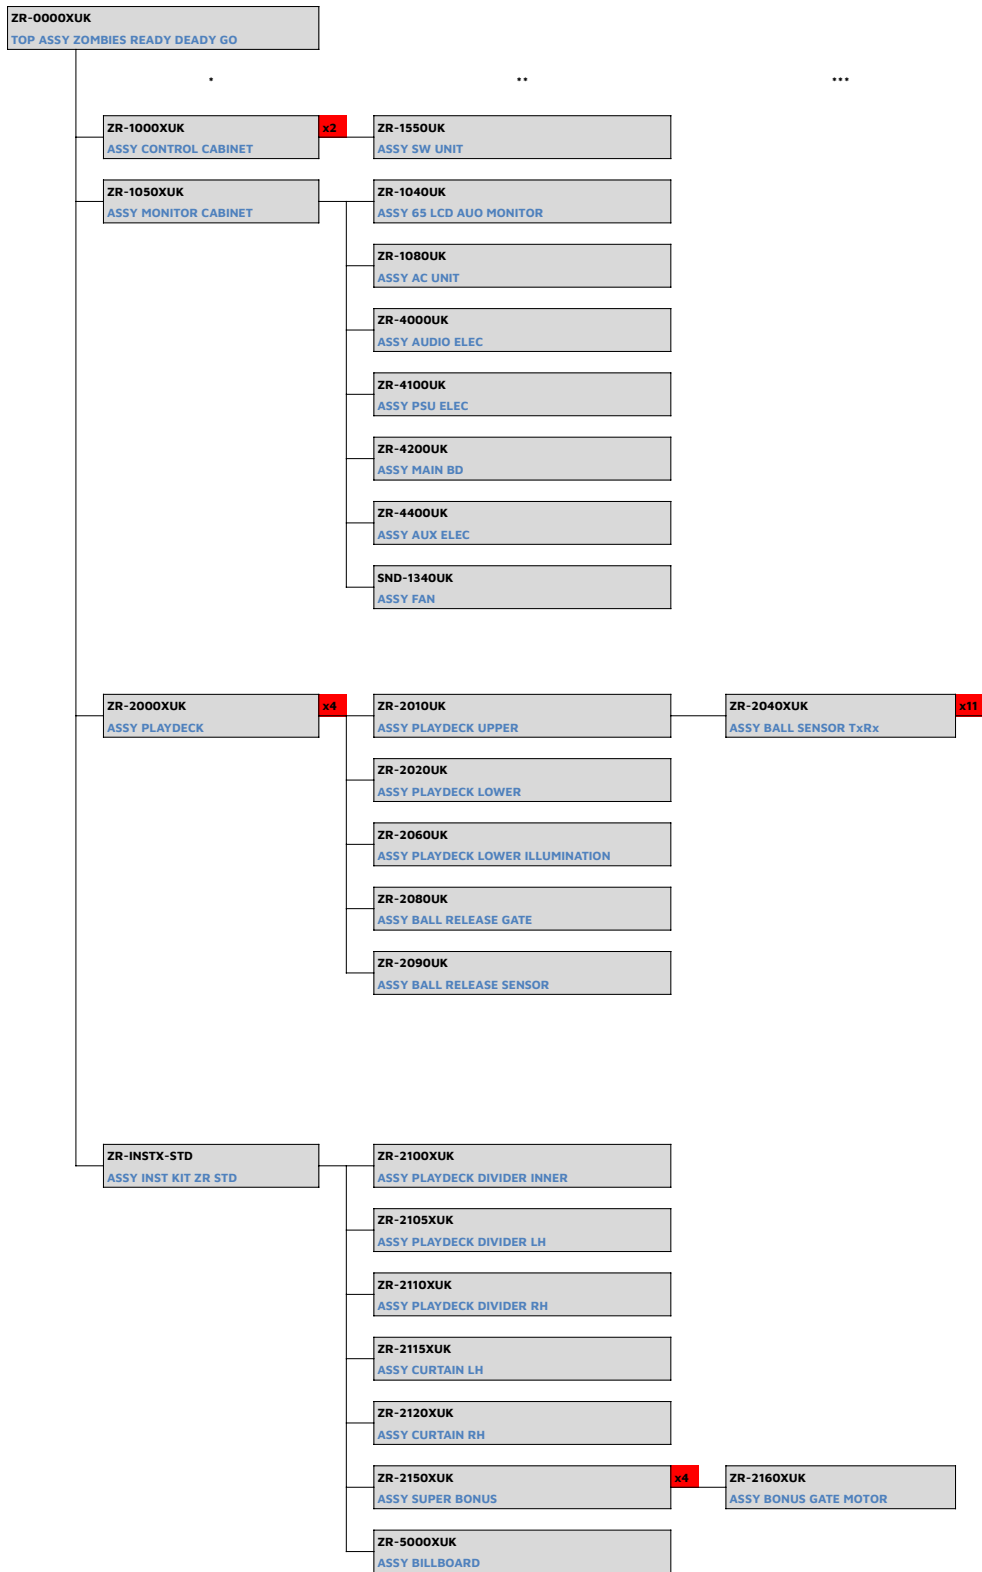 ZR-0000XUK
TOP ASSY ZOMBIES READY DEADY GO
* ** ***
ZR-1000XUK x2 ZR-1550UK
ASSY CONTROL CABINET ASSY SW UNIT
ZR-1050XUK ZR-1040UK
ASSY MONITOR CABINET ASSY 65 LCD AUO MONITOR
ZR-1080UK
ASSY AC UNIT
ZR-4000UK
ASSY AUDIO ELEC
ZR-4100UK
ASSY PSU ELEC
ZR-4200UK
ASSY MAIN BD
ZR-4400UK
ASSY AUX ELEC
SND-1340UK
ASSY FAN
ZR-2000XUK x4 ZR-2010UK ZR-2040XUK x11
ASSY PLAYDECK ASSY PLAYDECK UPPER ASSY BALL SENSOR TxRx
ZR-2020UK
ASSY PLAYDECK LOWER
ZR-2060UK
ASSY PLAYDECK LOWER ILLUMINATION
ZR-2080UK
ASSY BALL RELEASE GATE
ZR-2090UK
ASSY BALL RELEASE SENSOR
ZR-INSTX-STD ZR-2100XUK
ASSY INST KIT ZR STD ASSY PLAYDECK DIVIDER INNER
ZR-2105XUK
ASSY PLAYDECK DIVIDER LH
ZR-2110XUK
ASSY PLAYDECK DIVIDER RH
ZR-2115XUK
ASSY CURTAIN LH
ZR-2120XUK
ASSY CURTAIN RH
ZR-2150XUK x4 ZR-2160XUK
ASSY SUPER BONUS ASSY BONUS GATE MOTOR
ZR-5000XUK
ASSY BILLBOARD